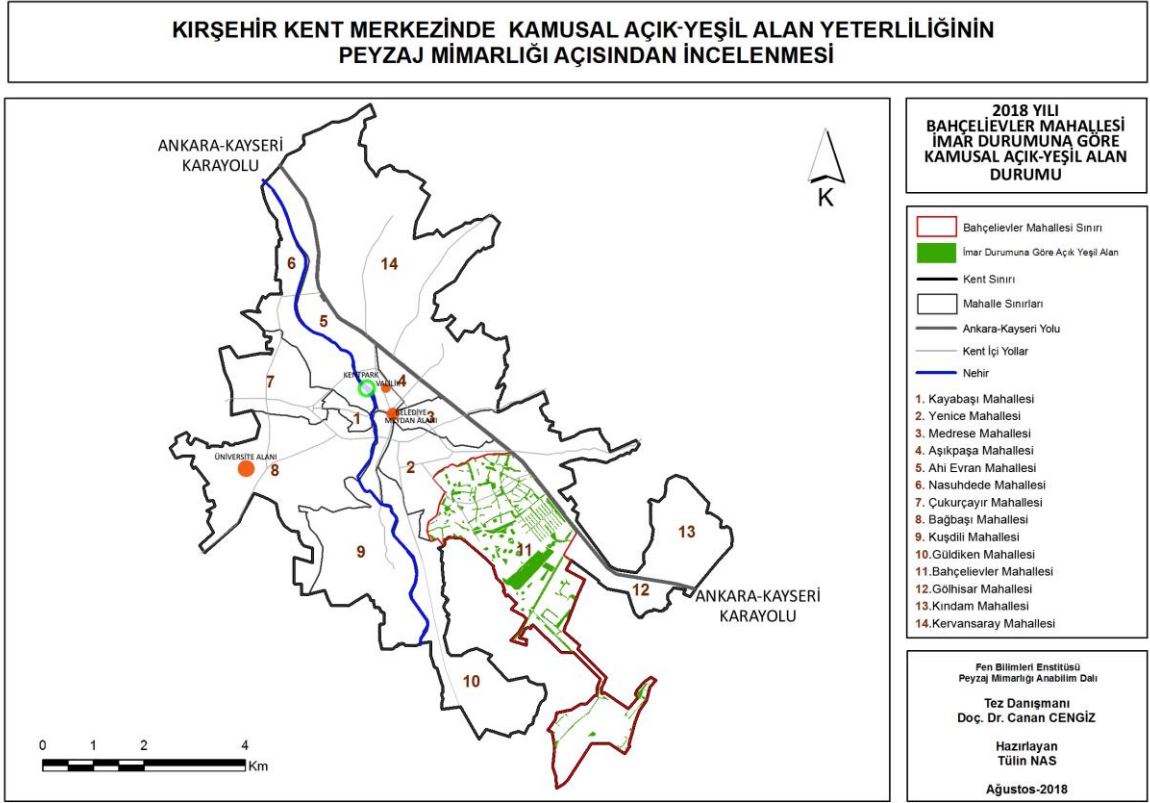 KIRŞEHİR KENT MERKEZİNDE KAMUSAL AÇIK-YEŞİL ALAN YETERLİLİĞİNİN
PEYZAJ MİMARLIĞI AÇISINDAN İNCELENMESİ
ANKARA-KAYSERİ
KARAYOLU
K
6
14
5
7
KENTPARK
VALİLİK
4
1
BELEDİYE
MEYDAN ALANI
3
ÜNİVERSİTE ALANI
8
2
9
11
13
12
ANKARA-KAYSERİ
KARAYOLU
10
0 1 2 4
Km
2018 YILI
BAHÇELİEVLER MAHALLESİ
İMAR DURUMUNA GÖRE
KAMUSAL AÇIK-YEŞİL ALAN
DURUMU
Bahçelievler Mahallesi Sınırı
İmar Durumuna Göre Açık Yeşil Alan
Kent Sınırı
Mahalle Sınırları
Ankara-Kayseri Yolu
Kent İçi Yollar
Nehir
1. Kayabaşı Mahallesi
2. Yenice Mahallesi
3. Medrese Mahallesi
4. Aşıkpaşa Mahallesi
5. Ahi Evran Mahallesi
6. Nasuhdede Mahallesi
7. Çukurçayır Mahallesi
8. Bağbaşı Mahallesi
9. Kuşdili Mahallesi
10.Güldiken Mahallesi
11.Bahçelievler Mahallesi
12.Gölhisar Mahallesi
13.Kındam Mahallesi
14.Kervansaray Mahallesi
Fen Bilimleri Enstitüsü
Peyzaj Mimarlığı Anabilim Dalı
Tez Danışmanı
Doç. Dr. Canan CENGİZ
Hazırlayan
Tülin NAS
Ağustos-2018